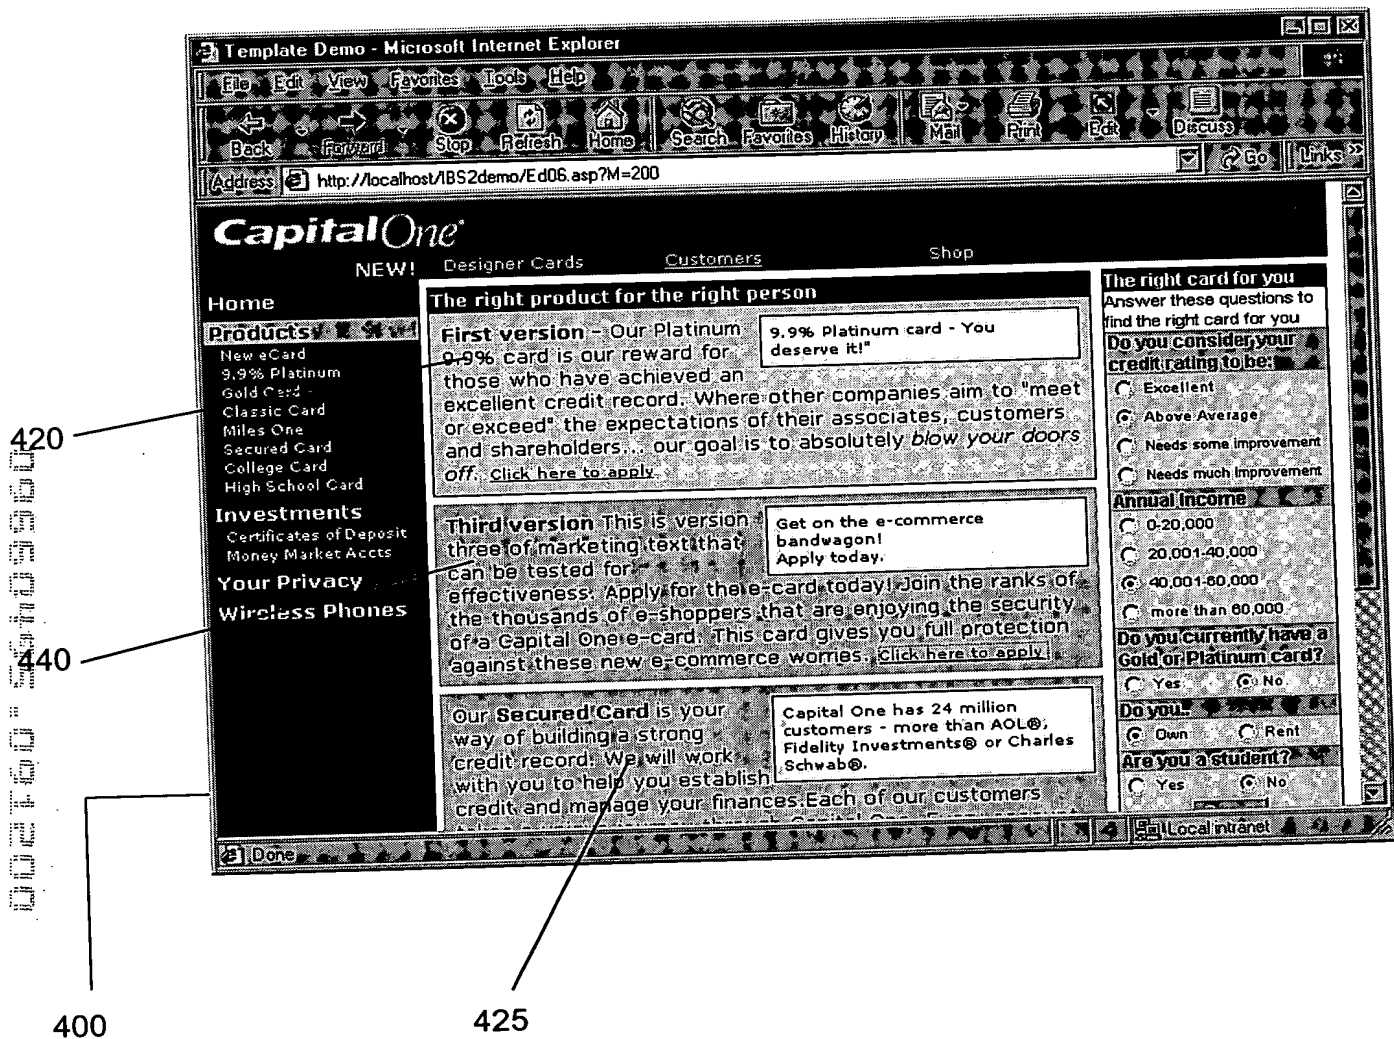 Template Demo - Microsoft Internet Explorer
File Edit View Favorites Tools Help
Back Forward Stop Refresh Home Search Favorites History Mail Print Edit Discuss
Address http://localhost/IBS2demo/Ed06.asp?M=200 Go Links »
CapitalOne
NEW! Designer Cards Customers Shop
Home
Products
New eCard
9.9% Platinum
Gold Card
Classic Card
Miles One
Secured Card
College Card
High School Card
Investments
Certificates of Deposit
Money Market Accts
Your Privacy
Wireless Phones
The right product for the right person
First version - Our Platinum
9.9% card is our reward for
those who have achieved an
excellent credit record. Where other companies aim to "meet
or exceed" the expectations of their associates, customers
and shareholders... our goal is to absolutely blow your doors
off. Click here to apply
9.9% Platinum card - You
deserve it!"
Third version This is version
three of marketing text that
can be tested for
effectiveness. Apply for the e-card today! Join the ranks of
the thousands of e-shoppers that are enjoying the security
of a Capital One e-card. This card gives you full protection
against these new e-commerce worries. Click here to apply!
Get on the e-commerce
bandwagon!
Apply today.
Our Secured Card is your
way of building a strong
credit record. We will work
with you to help you establish
credit and manage your finances.Each of our customers
Capital One has 24 million
customers - more than AOL®,
Fidelity Investments® or Charles
Schwab®.
The right card for you
Answer these questions to
find the right card for you
Do you consider your
credit rating to be:
Excellent
Above Average
Needs some improvement
Needs much improvement
Annual Income
0-20,000
20,001-40,000
40,001-60,000
more than 60,000
Do you currently have a
Gold or Platinum card?
Yes No
Do you..
Own Rent
Are you a student?
Yes No
Done Local intranet
420
440
400
425